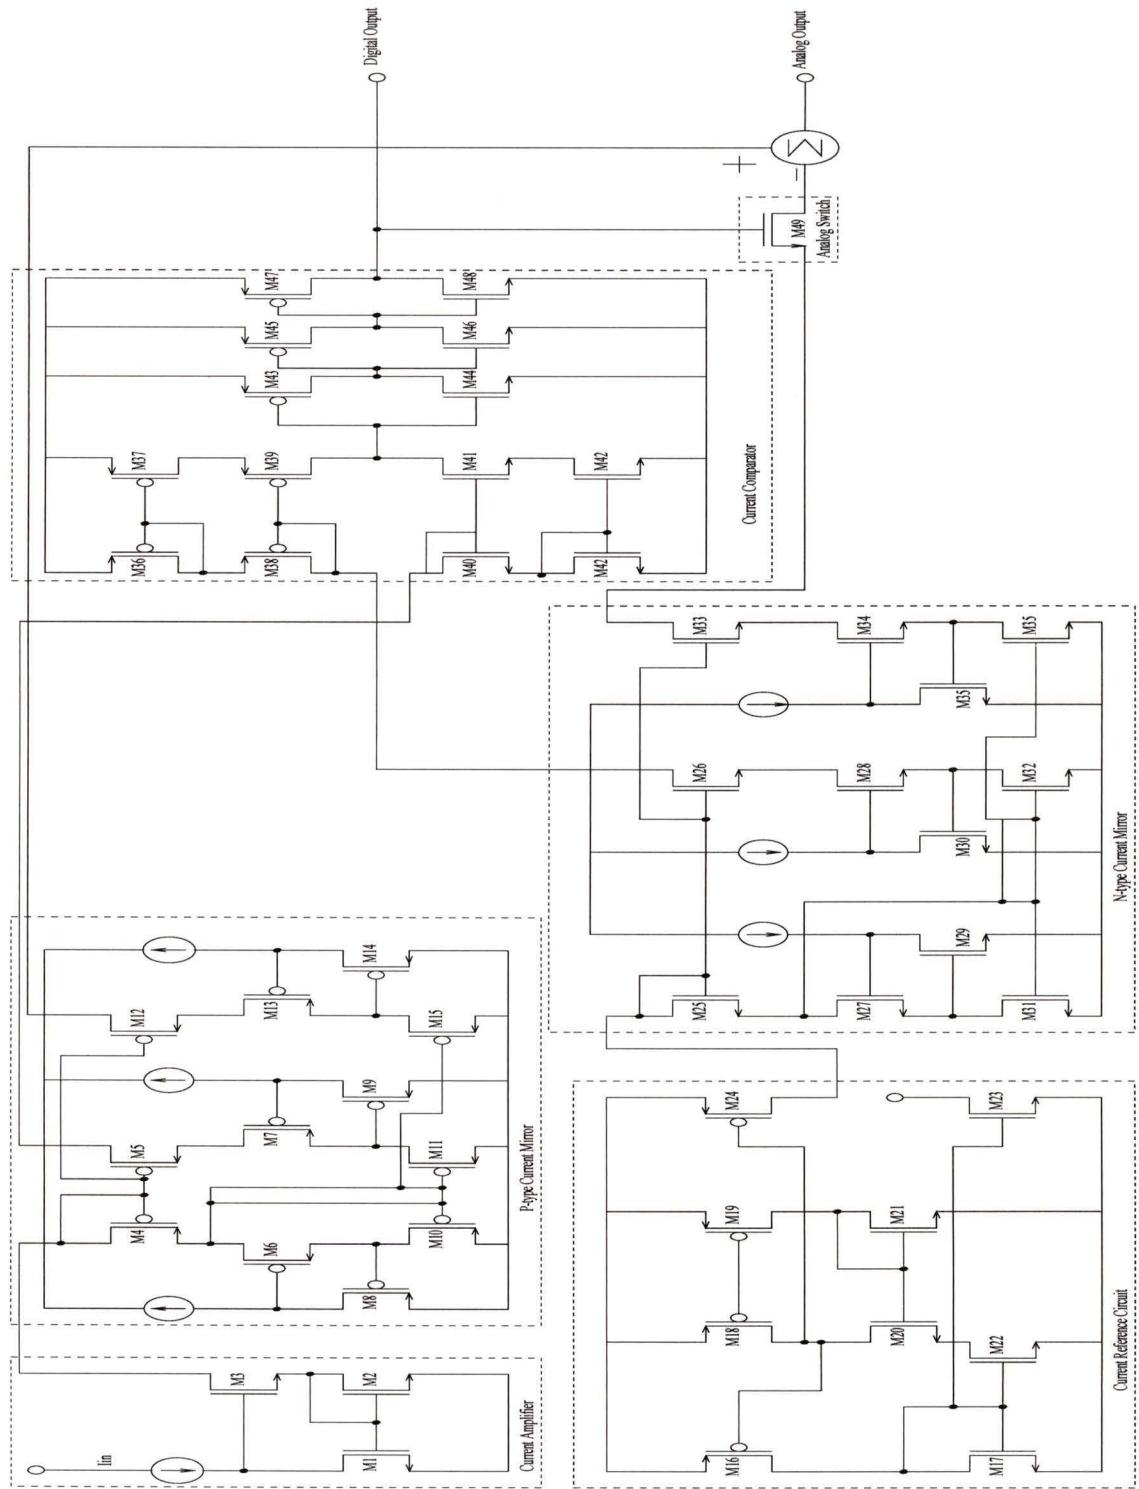 Digital Output
Analog Output
+
−
Σ
M49
Analog Switch
M47
M48
M45
M46
M43
M44
M37
M39
M41
M42
M36
M38
M40
M42
Current Comparator
M33
M34
M35
M35
M26
M28
M32
M30
M29
M25
M27
M31
N-type Current Mirror
M14
M12
M13
M15
M9
M5
M7
M11
M4
M6
M10
M8
P-type Current Mirror
M24
M23
M19
M21
M18
M20
M22
M16
M17
Current Reference Circuit
Iin
M3
M2
M1
Current Amplifier